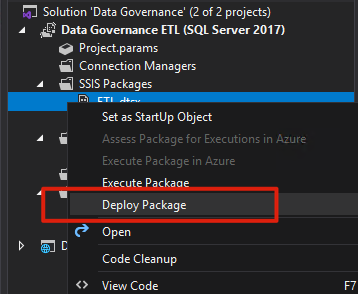 Solution 'Data Governance' (2 of 2 projects)
Data Governance ETL (SQL Server 2017)
Project.params
Connection Managers
SSIS Packages
ETL.dtsx
Set as StartUp Object
Assess Package for Executions in Azure
Execute Package in Azure
Execute Package
Deploy Package
Open
D
Code Cleanup
View Code F7